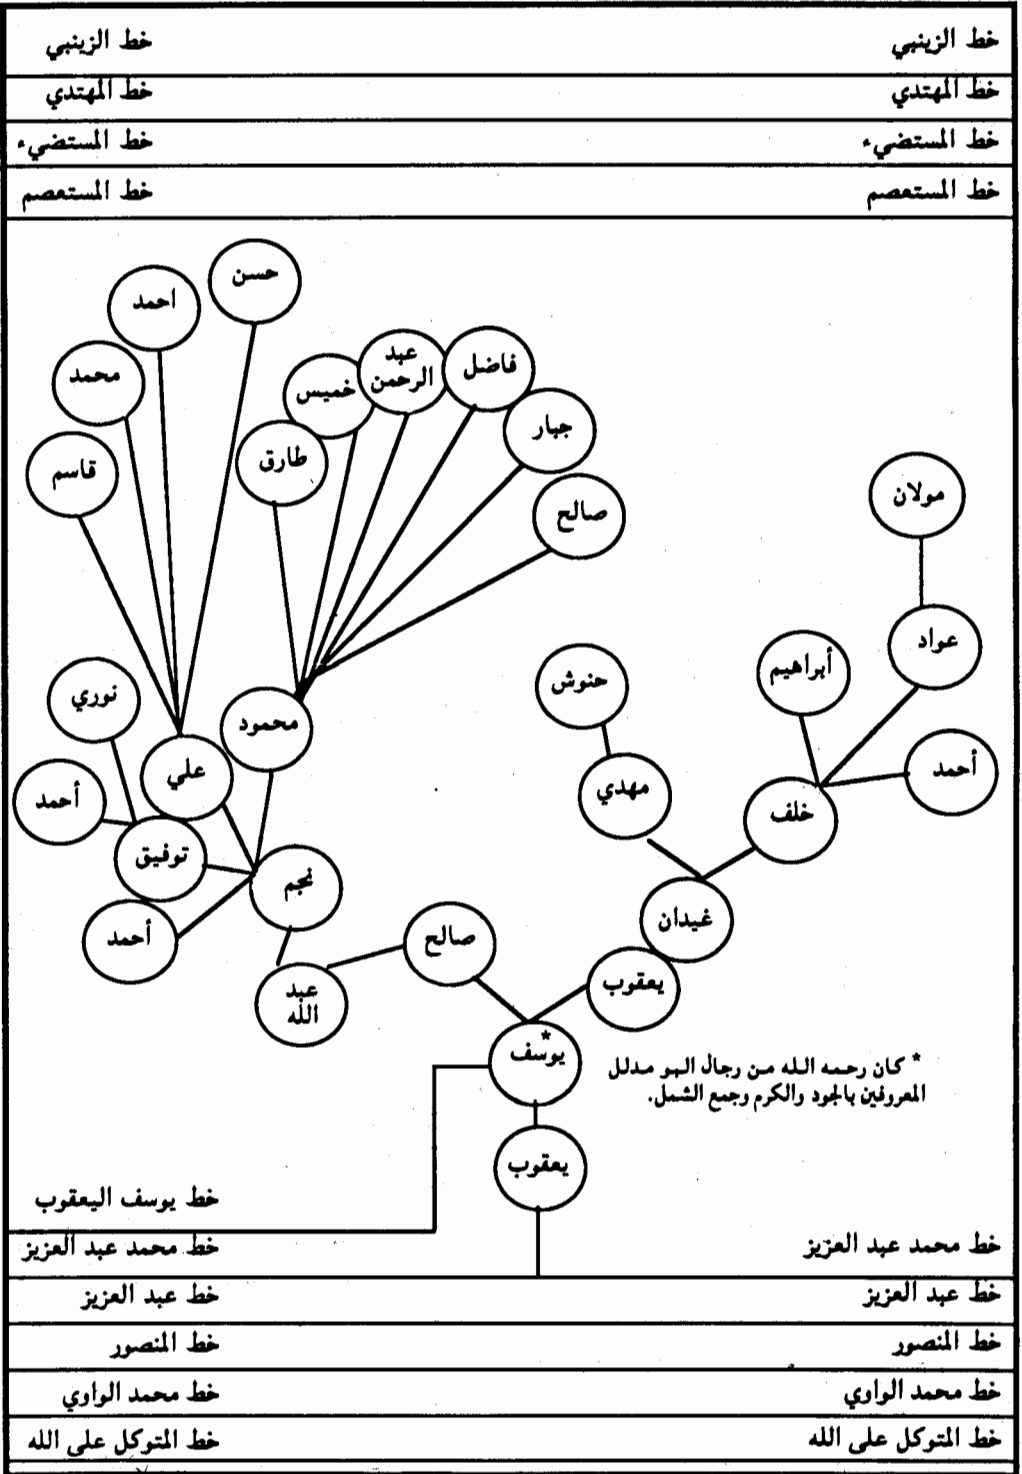 خط الزينبي
خط الزينبي
خط المهتدي
خط المهتدي
خط المستضيء
خط المستضيء
خط المستعصم
خط المستعصم
حسن
احمد
محمد
قاسم
عبد
الرحمن
فاضل
خميس
جبار
طارق
صالح
مولان
عواد
أبراهيم
أحمد
حنوش
مهدي
خلف
نوري
محمود
علي
أحمد
توفيق
نجم
أحمد
غيدان
صالح
يعقوب
عبد
الله
* يوسف
* كان رحمه الله من رجال البو مدلل
المعروفين بالجود والكرم وجمع الشمل.
يعقوب
خط يوسف اليعقوب
خط محمد عبد العزيز
خط محمد عبد العزيز
خط عبد العزيز
خط عبد العزيز
خط المنصور
خط المنصور
خط محمد الواوي
خط محمد الواوي
خط المتوكل على الله
خط المتوكل على الله